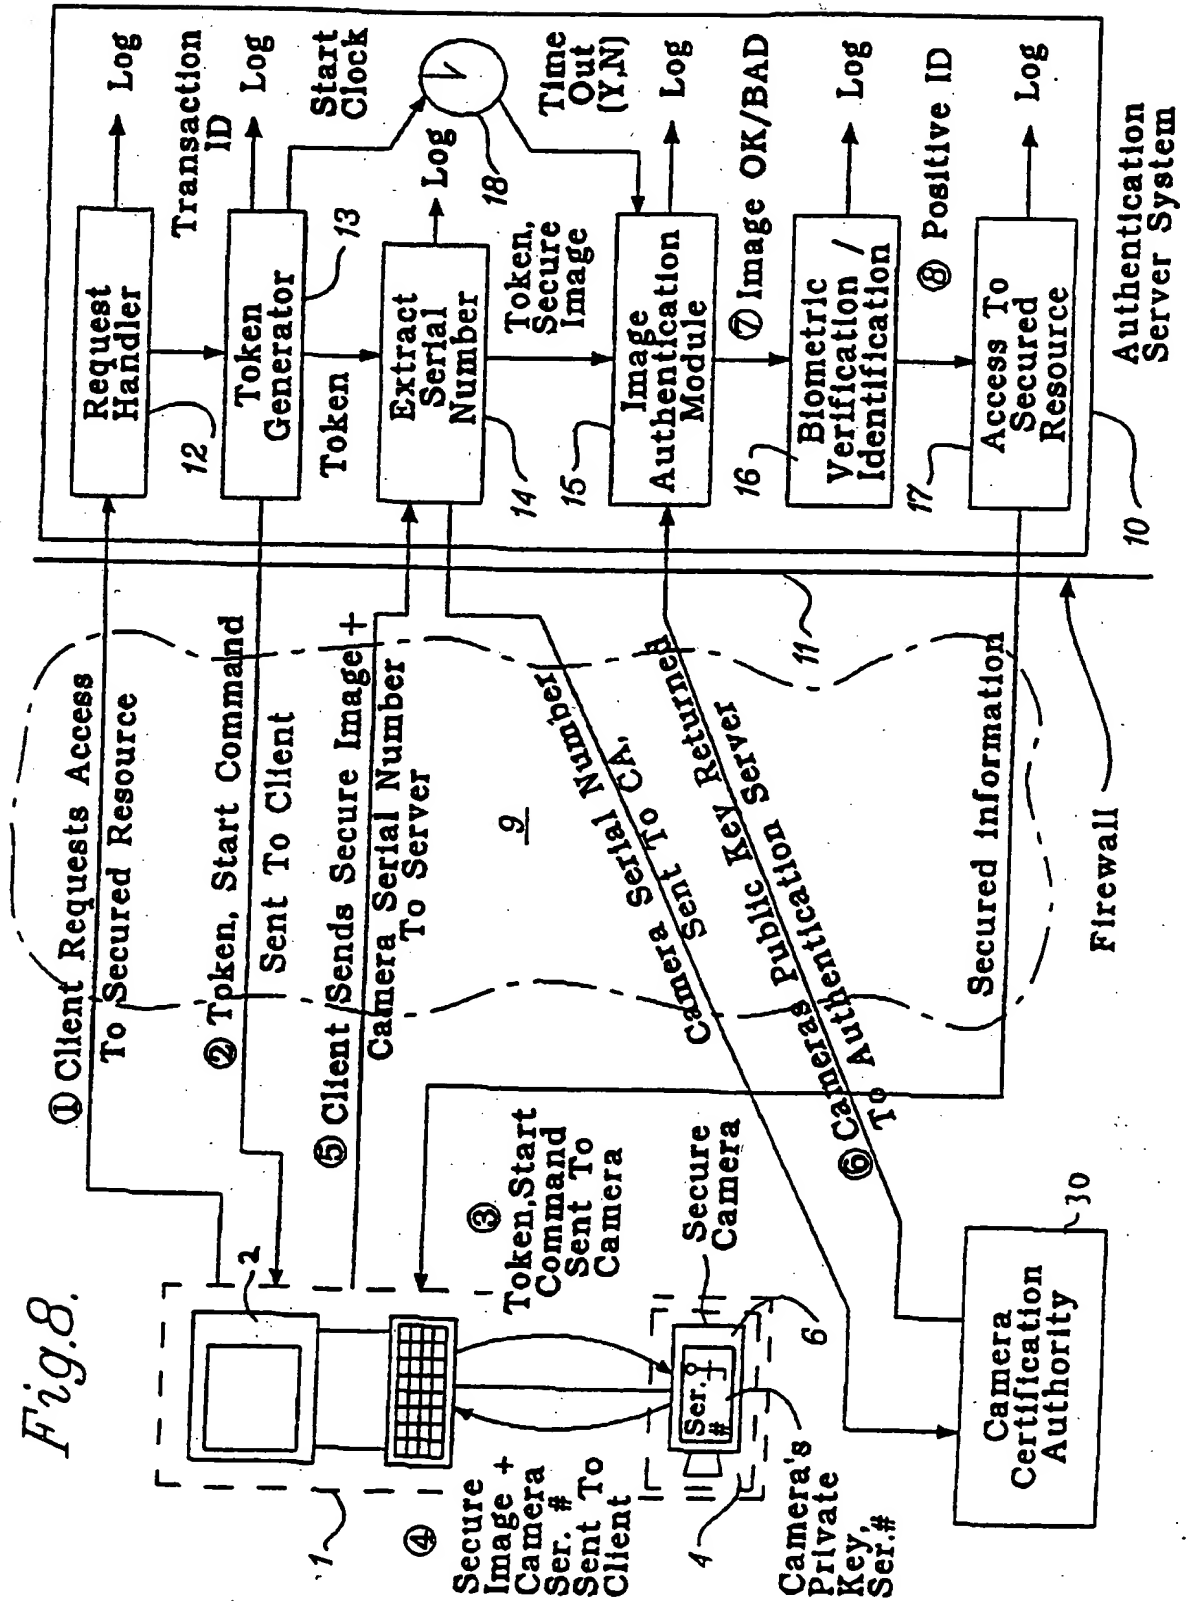 Fig.8.
1
2
① Client Requests Access
To Secured Resource
② Token, Start Command
Sent To Client
⑤ Client Sends Secure Image +
Camera Serial Number
To Server
③
Token,Start
Command
Sent To
Camera
④
Secure
Image +
Camera
Ser. #
Sent To
Client
Secure
Camera
Ser.
#
4
6
Camera's
Private
Key,
Ser.#
9
Camera Serial Number
Sent To CA,
⑥ Cameras Public Key Returned
To Authentication Server
Secured information
Camera
Certification
Authority
30
Firewall
11
Request
Handler
12
Log
Transaction
ID
Token
Generator
13
Log
Start
Clock
Token
18
Extract
Serial
Number
14
Log
Token,
Secure
Image
Time
Out
(Y,N)
Image
Authentication
Module
15
Log
⑦ Image OK/BAD
Biometric
Verification /
Identification
16
Log
⑧ Positive ID
Access To
Secured
Resource
17
Log
10
Authentication
Server System